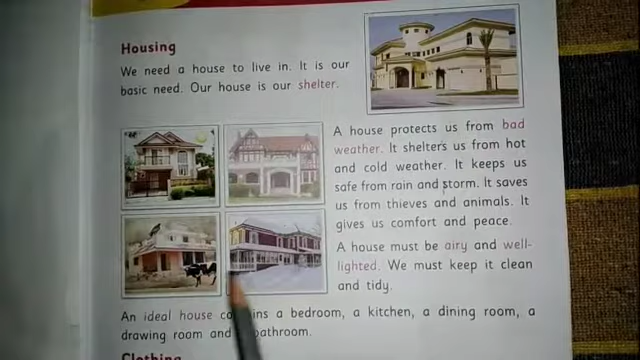 Housing
We need a house to live in. It is our
basic need. Our house is our shelter.
A house protects us from bad
weather. It shelters us from hot
and cold weather. It keeps us
safe from rain and storm. It saves
us from thieves and animals. It
gives us comfort and peace.
A house must be airy and well-
lighted. We must keep it clean
and tidy.
An ideal house contains a bedroom, a kitchen, a dining room, a
drawing room and bathroom.
Clothing